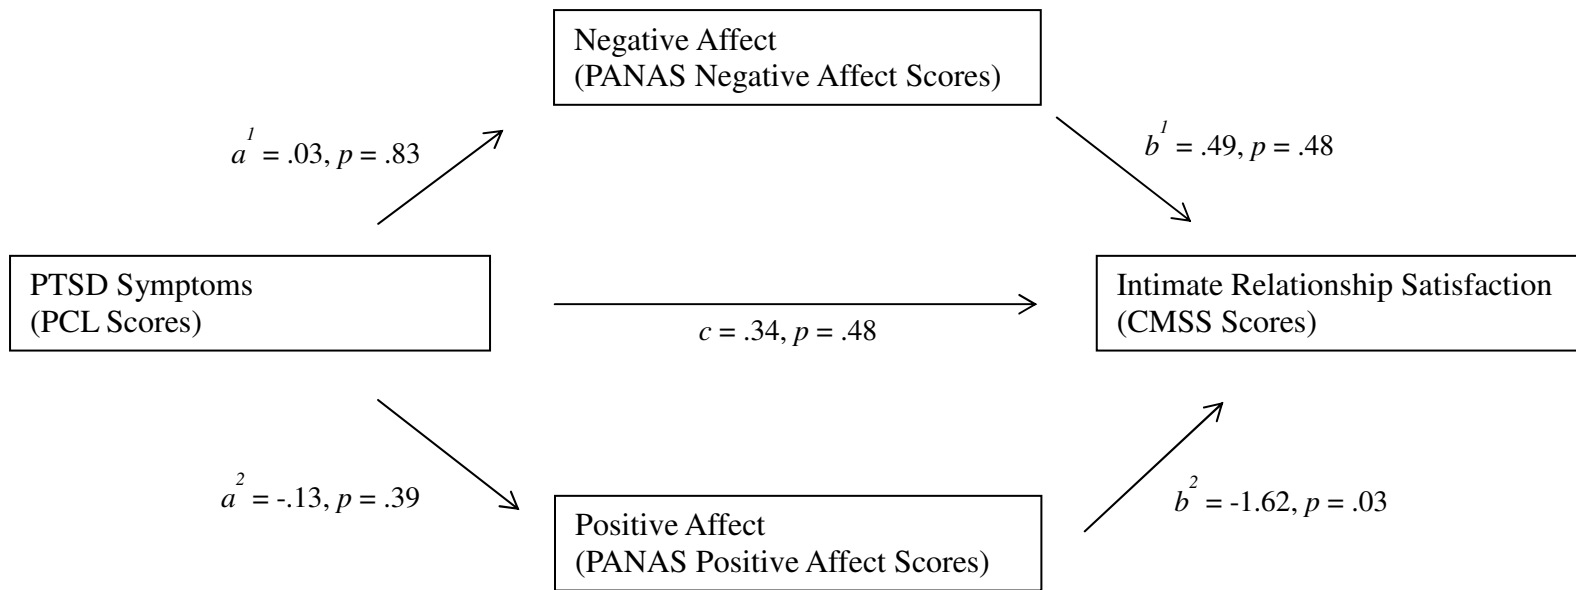 Negative Affect
(PANAS Negative Affect Scores)
a¹ = .03, p = .83
b¹ = .49, p = .48
PTSD Symptoms
(PCL Scores)
c = .34, p = .48
Intimate Relationship Satisfaction
(CMSS Scores)
a² = -.13, p = .39
b² = -1.62, p = .03
Positive Affect
(PANAS Positive Affect Scores)